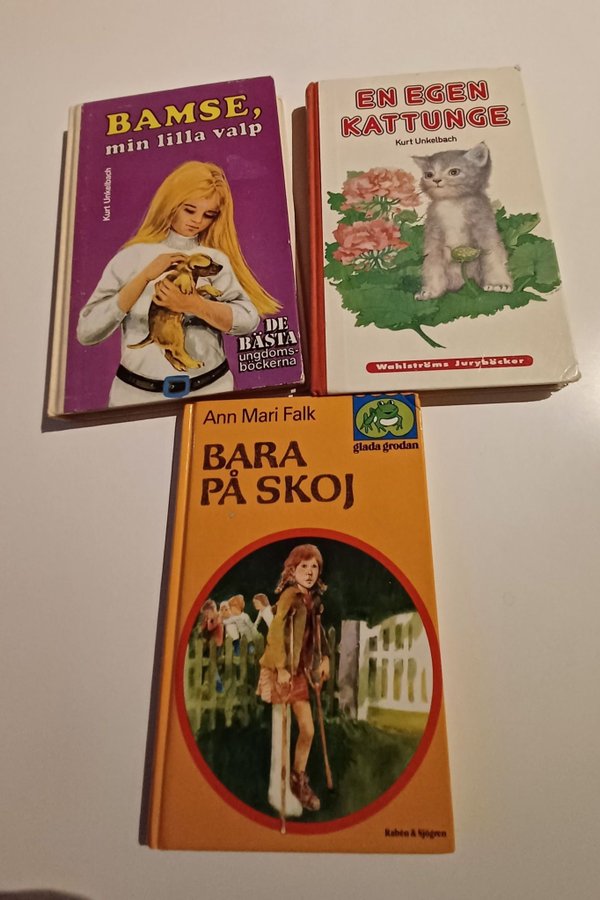 BAMSE,
min lilla valp
Kurt Unkelbach
DE
BÄSTA
ungdoms-
böckerna
EN EGEN
KATTUNGE
Kurt Unkelbach
Wahlströms Juryböcker
Ann Mari Falk
glada grodan
BARA
PÅ SKOJ
Rabén & Sjögren